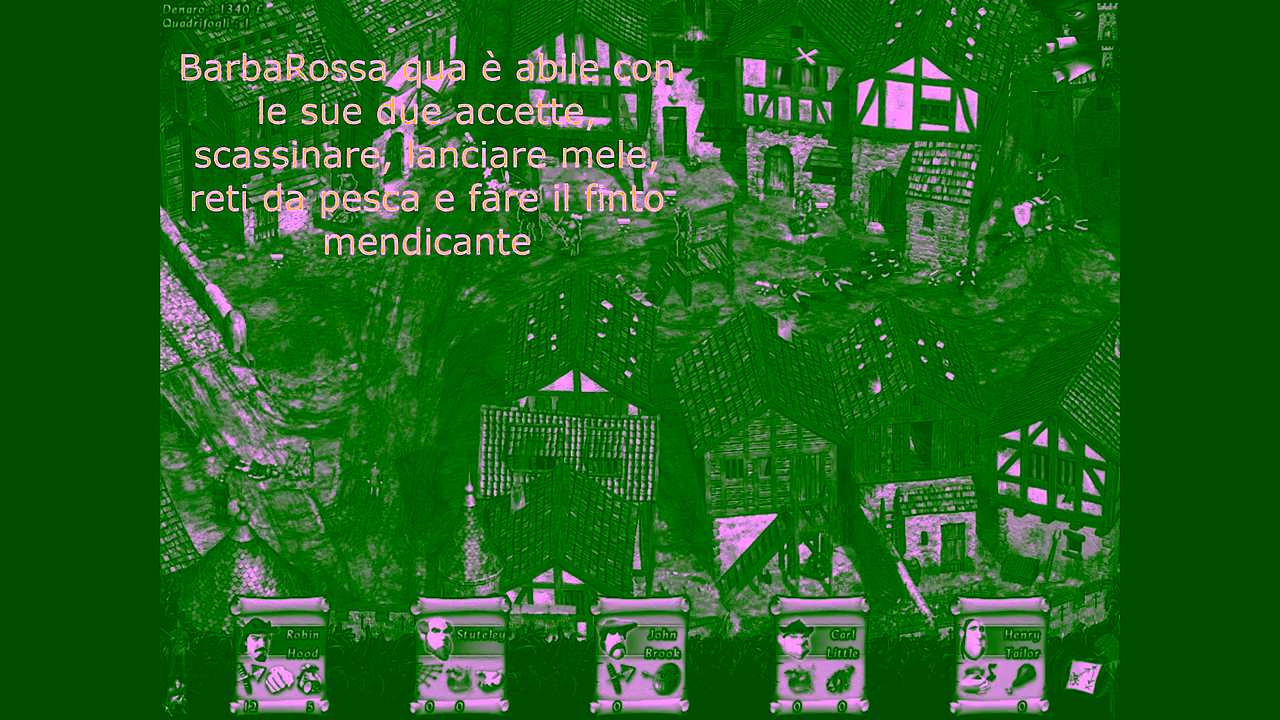 Denaro : 1340 £
Quadrifogli : 1
BarbaRossa qua è abile con
le sue due accette,
scassinare, lanciare mele,
reti da pesca e fare il finto
mendicante
Robin
Hood
12 5
Stuteley
0 0
John
Brook
0
Carl
Little
0 0
Henry
Tailor
0